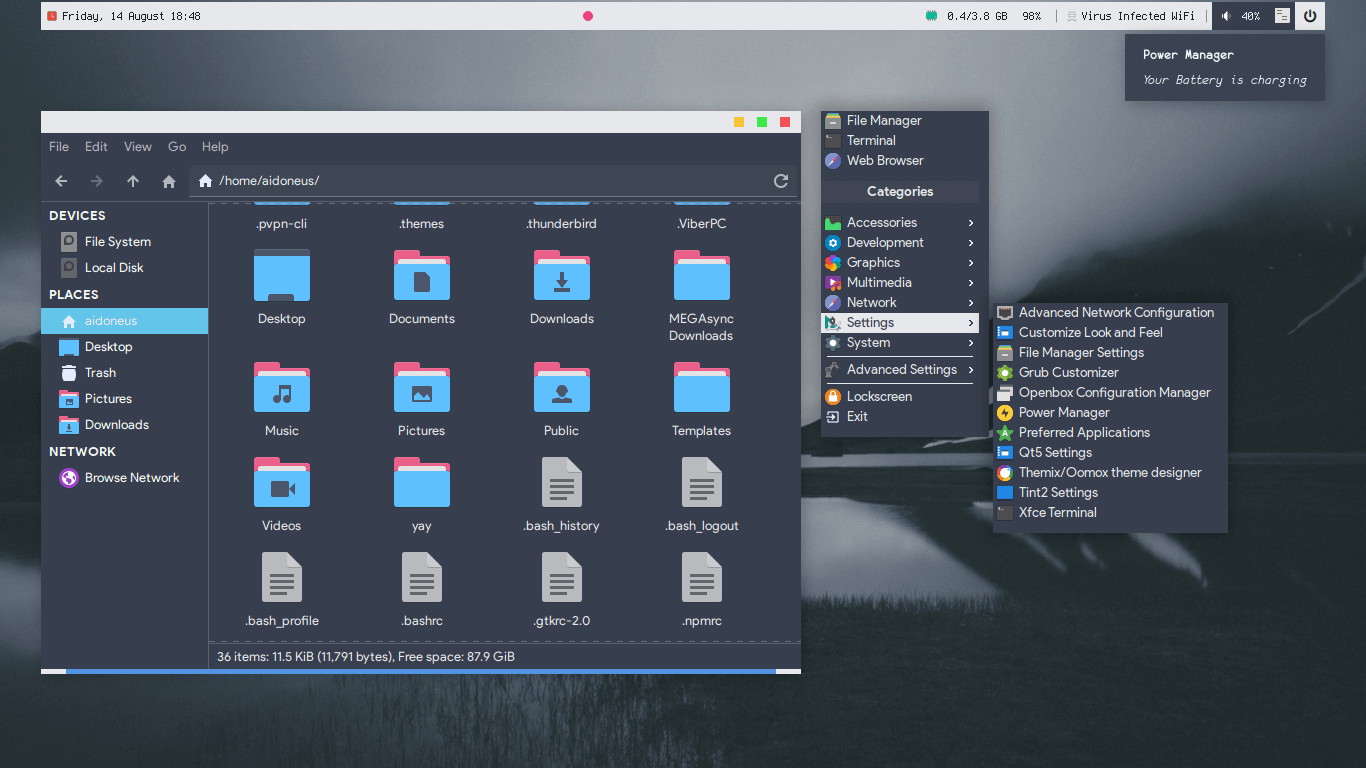 Friday, 14 August 18:48
0.4/3.8 GB 98% | Virus Infected WiFi | 40%
Power Manager
Your Battery is charging
File Edit View Go Help
/home/aidoneus/
DEVICES
File System
Local Disk
PLACES
aidoneus
Desktop
Trash
Pictures
Downloads
NETWORK
Browse Network
.pvpn-cli .themes .thunderbird .ViberPC
Desktop Documents Downloads MEGAsync
Downloads
Music Pictures Public Templates
Videos yay .bash_history .bash_logout
.bash_profile .bashrc .gtkrc-2.0 .npmrc
36 items: 11.5 KiB (11,791 bytes), Free space: 87.9 GiB
File Manager
Terminal
Web Browser
Categories
Accessories
Development
Graphics
Multimedia
Network
Settings
System
Advanced Settings
Lockscreen
Exit
Advanced Network Configuration
Customize Look and Feel
File Manager Settings
Grub Customizer
Openbox Configuration Manager
Power Manager
Preferred Applications
Qt5 Settings
Themix/Oomox theme designer
Tint2 Settings
Xfce Terminal